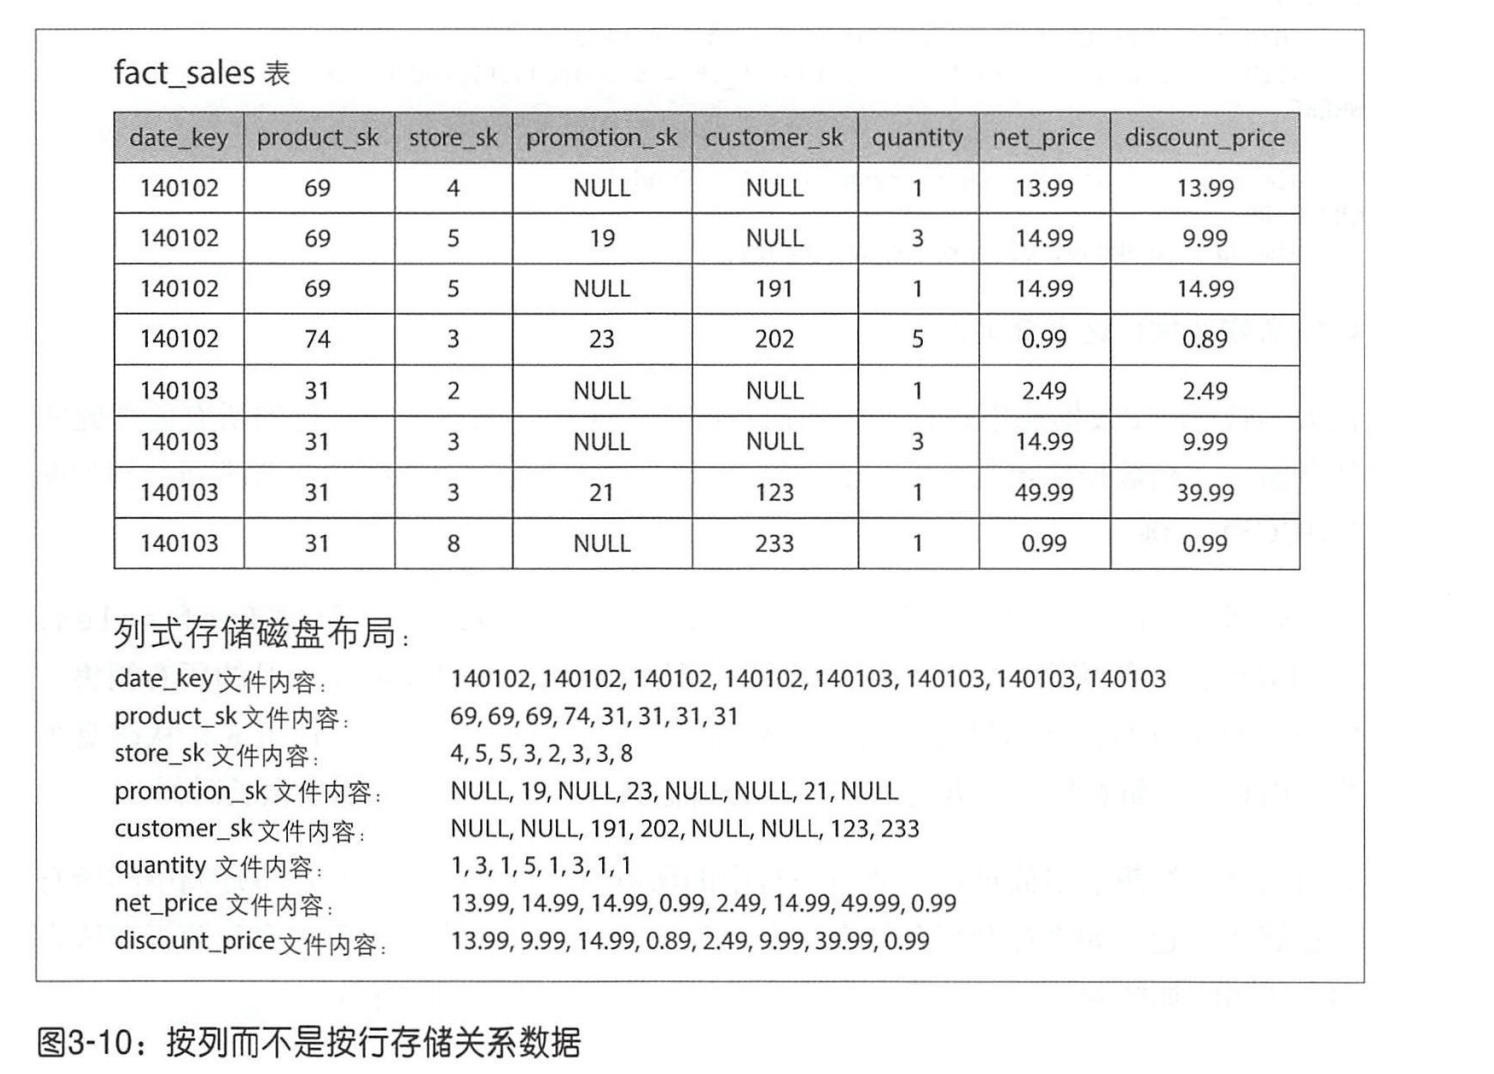 fact_sales 表
date_key product_sk store_sk promotion_sk customer_sk quantity net_price discount_price
140102 69 4 NULL NULL 1 13.99 13.99
140102 69 5 19 NULL 3 14.99 9.99
140102 69 5 NULL 191 1 14.99 14.99
140102 74 3 23 202 5 0.99 0.89
140103 31 2 NULL NULL 1 2.49 2.49
140103 31 3 NULL NULL 3 14.99 9.99
140103 31 3 21 123 1 49.99 39.99
140103 31 8 NULL 233 1 0.99 0.99
列式存储磁盘布局：
date_key 文件内容： 140102, 140102, 140102, 140102, 140103, 140103, 140103, 140103
product_sk 文件内容： 69, 69, 69, 74, 31, 31, 31, 31
store_sk 文件内容： 4, 5, 5, 3, 2, 3, 3, 8
promotion_sk 文件内容： NULL, 19, NULL, 23, NULL, NULL, 21, NULL
customer_sk 文件内容： NULL, NULL, 191, 202, NULL, NULL, 123, 233
quantity 文件内容： 1, 3, 1, 5, 1, 3, 1, 1
net_price 文件内容： 13.99, 14.99, 14.99, 0.99, 2.49, 14.99, 49.99, 0.99
discount_price 文件内容： 13.99, 9.99, 14.99, 0.89, 2.49, 9.99, 39.99, 0.99
图3-10：按列而不是按行存储关系数据